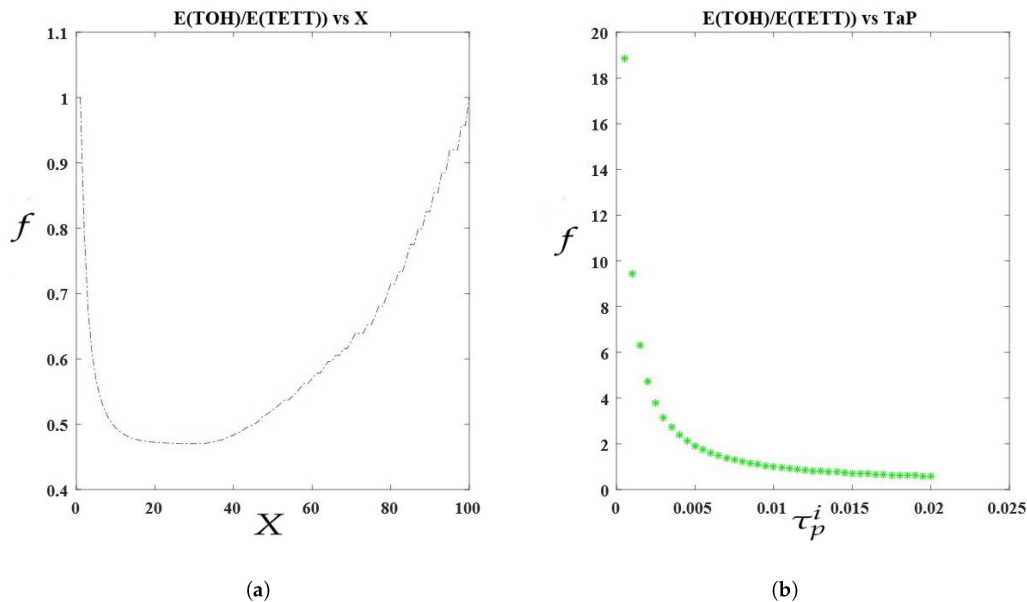 E(TOH)/E(TETT)) vs X
1.1
1
0.9
0.8
0.7
0.6
0.5
0.4
f
0 20 40 60 80 100
X
(a)
E(TOH)/E(TETT)) vs TaP
20
18
16
14
12
10
8
6
4
2
0
f
0 0.005 0.01 0.015 0.02 0.025
τ_p^i
(b)